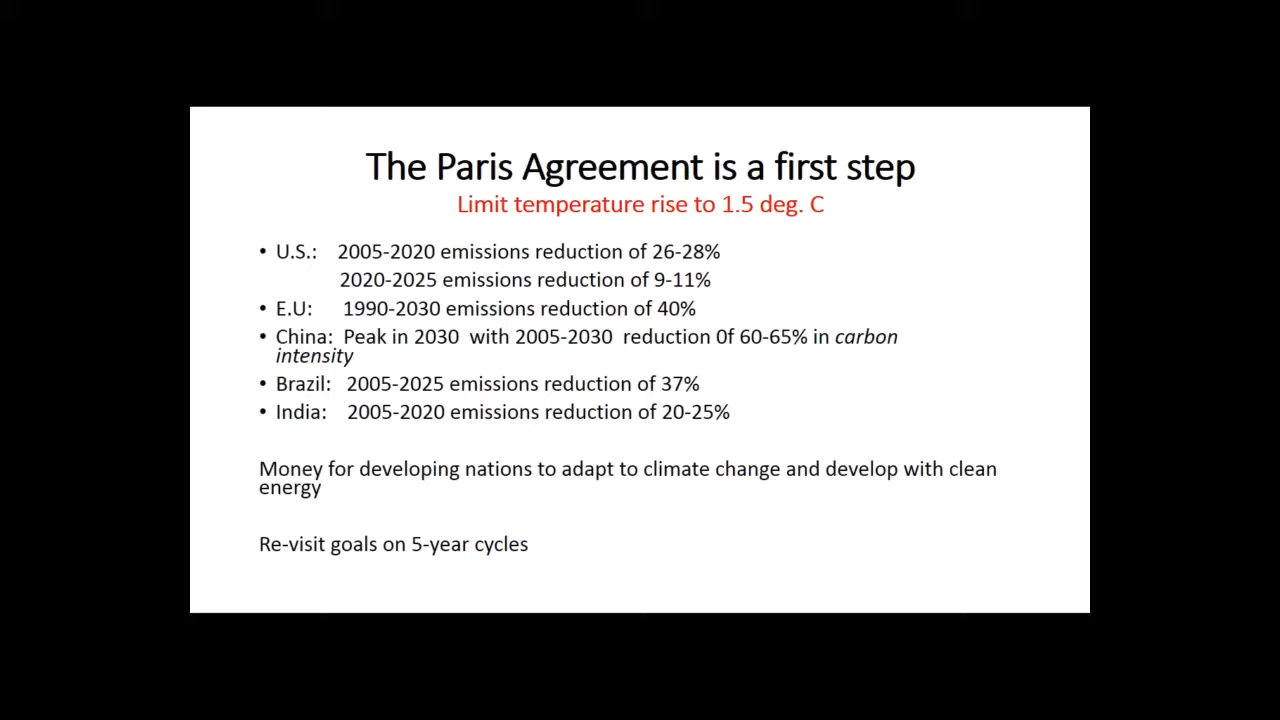 The Paris Agreement is a first step
Limit temperature rise to 1.5 deg. C
• U.S.: 2005-2020 emissions reduction of 26-28%
2020-2025 emissions reduction of 9-11%
• E.U: 1990-2030 emissions reduction of 40%
• China: Peak in 2030 with 2005-2030 reduction 0f 60-65% in carbon
intensity
• Brazil: 2005-2025 emissions reduction of 37%
• India: 2005-2020 emissions reduction of 20-25%
Money for developing nations to adapt to climate change and develop with clean
energy
Re-visit goals on 5-year cycles